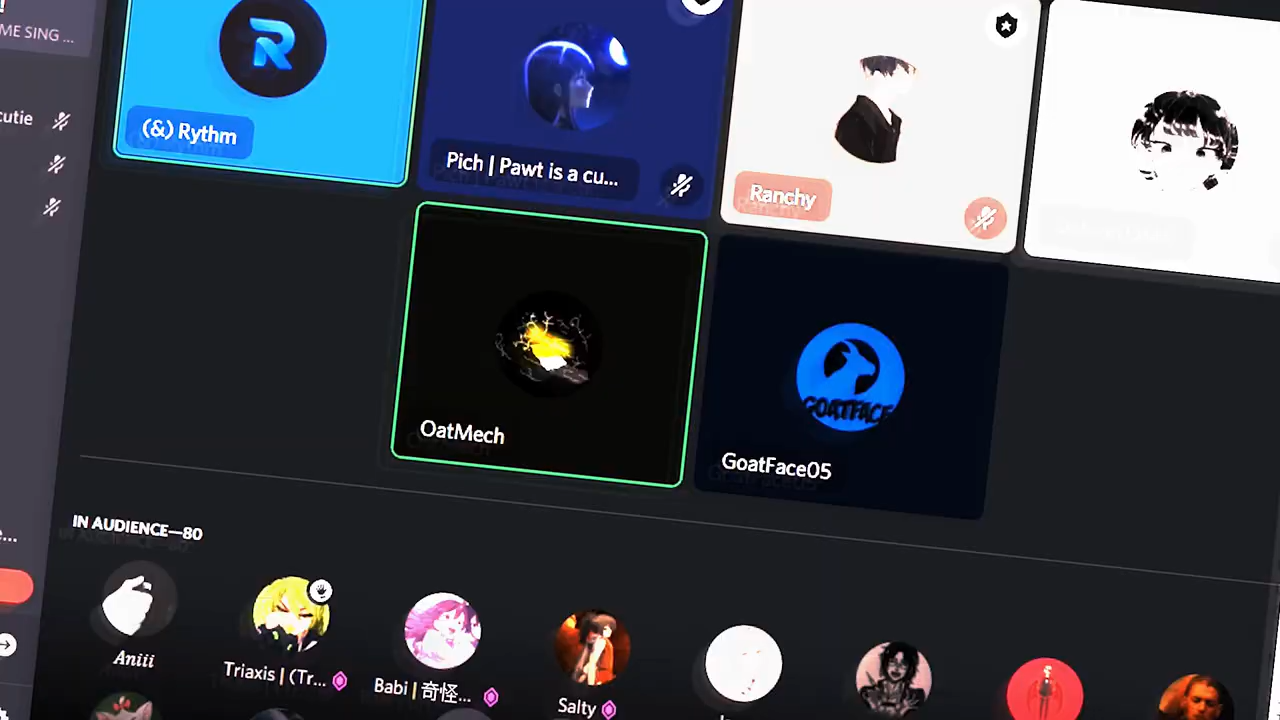 ME SING ...
cutie
(&) Rythm
Pich | Pawt is a cu...
Ranchy
OatMech
GOATFACE
GoatFace05
IN AUDIENCE—80
Aniii
Triaxis | (Tr...
Babi | 奇怪...
Salty